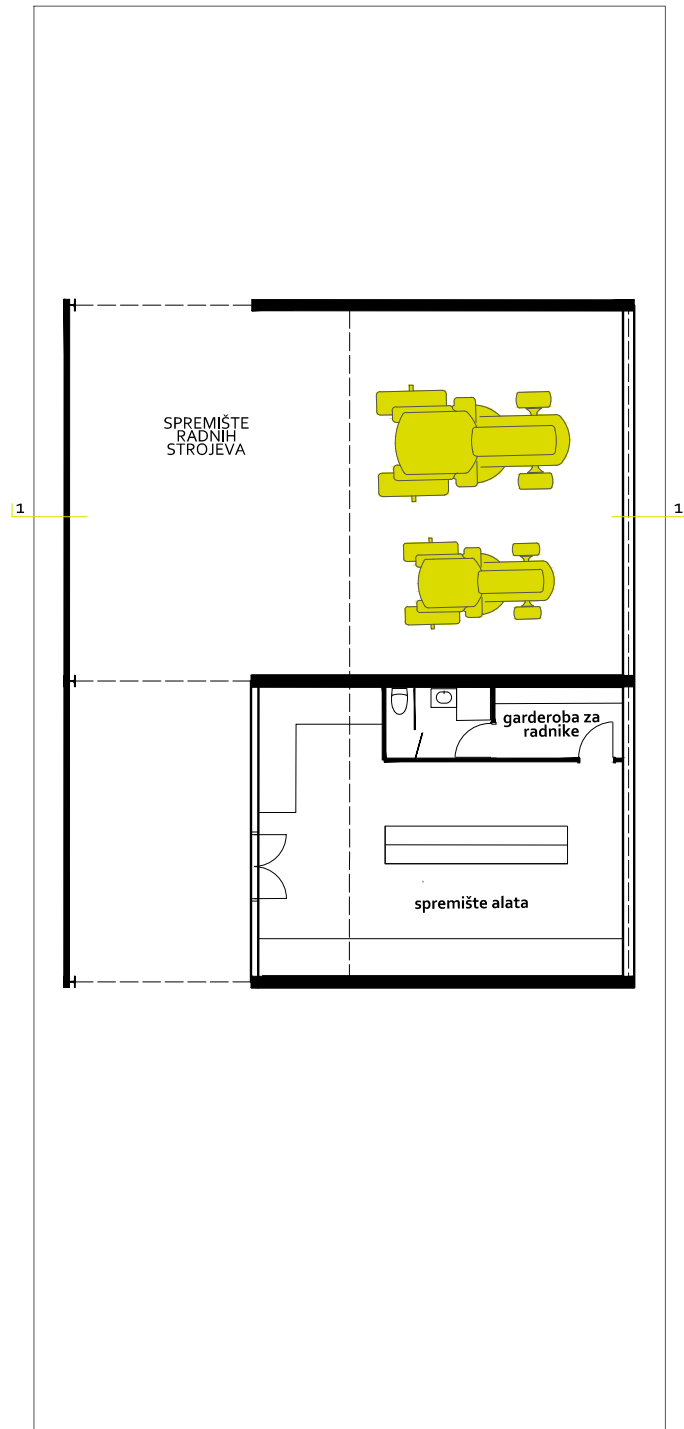 SPREMIŠTE
RADNIH
STROJEVA
1
1
garderoba za
radnike
spremište alata